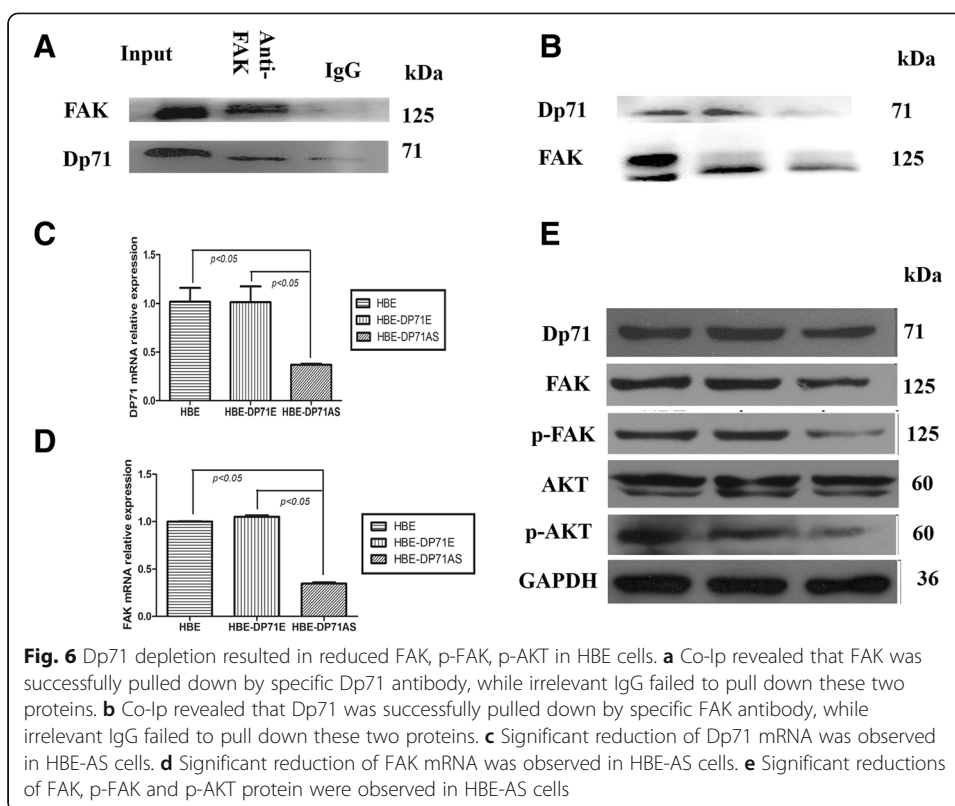 A
Input
Anti-
FAK
IgG
kDa
FAK
125
Dp71
71
B
Dp71
71
FAK
125
C
DP71 mRNA relative expression
1.5
1.0
0.5
0.0
p<0.05
p<0.05
HBE
HBE-DP71E
HBE-DP71AS
HBE
HBE-DP71E
HBE-DP71AS
D
FAK mRNA relative expression
1.5
1.0
0.5
0.0
p<0.05
p<0.05
HBE
HBE-DP71E
HBE-DP71AS
HBE
HBE-DP71E
HBE-DP71AS
E
kDa
Dp71
71
FAK
125
p-FAK
125
AKT
60
p-AKT
60
GAPDH
36
Fig. 6 Dp71 depletion resulted in reduced FAK, p-FAK, p-AKT in HBE cells. a Co-Ip revealed that FAK was
successfully pulled down by specific Dp71 antibody, while irrelevant IgG failed to pull down these two
proteins. b Co-Ip revealed that Dp71 was successfully pulled down by specific FAK antibody, while
irrelevant IgG failed to pull down these two proteins. c Significant reduction of Dp71 mRNA was observed
in HBE-AS cells. d Significant reduction of FAK mRNA was observed in HBE-AS cells. e Significant reductions
of FAK, p-FAK and p-AKT protein were observed in HBE-AS cells